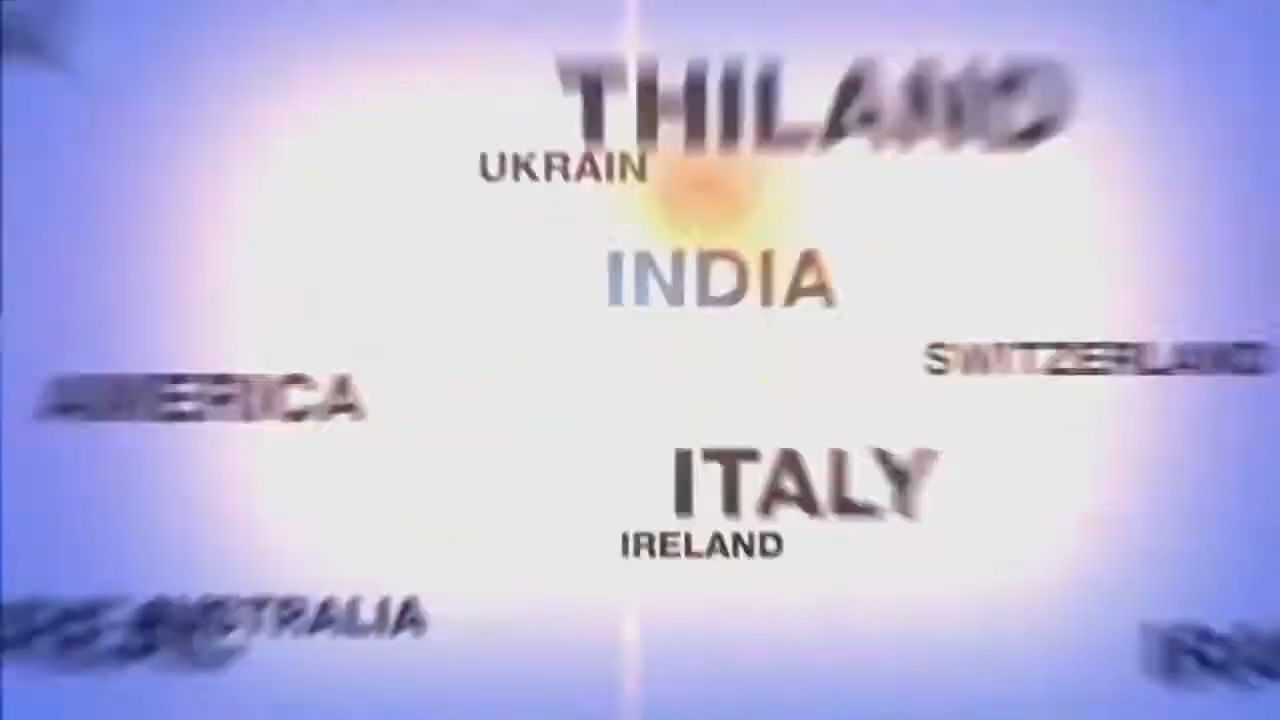 THILAND
UKRAIN
INDIA
SWITZERLAND
AMERICA
ITALY
IRELAND
AUSTRALIA